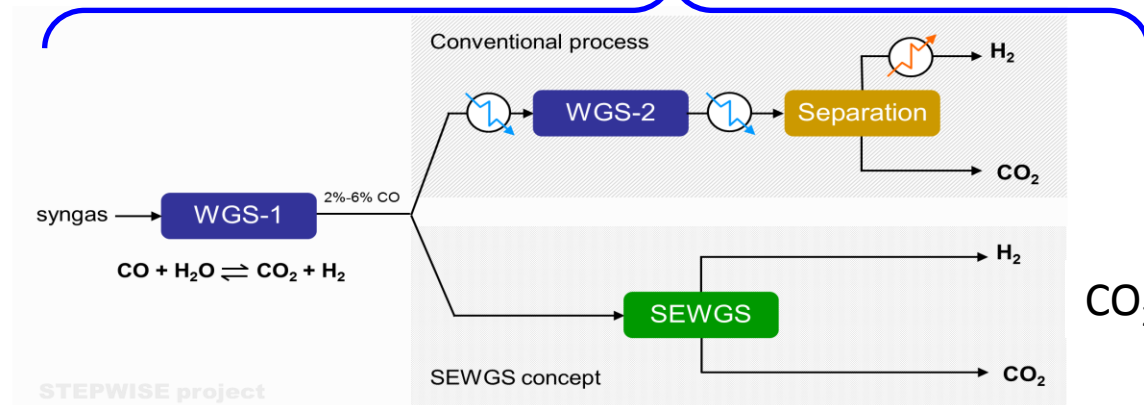 Conventional process
H₂
WGS-2
Separation
CO₂
2%-6% CO
syngas
WGS-1
CO + H₂O ⇌ CO₂ + H₂
H₂
SEWGS
CO₂
CO₂
SEWGS concept
STEPWISE project